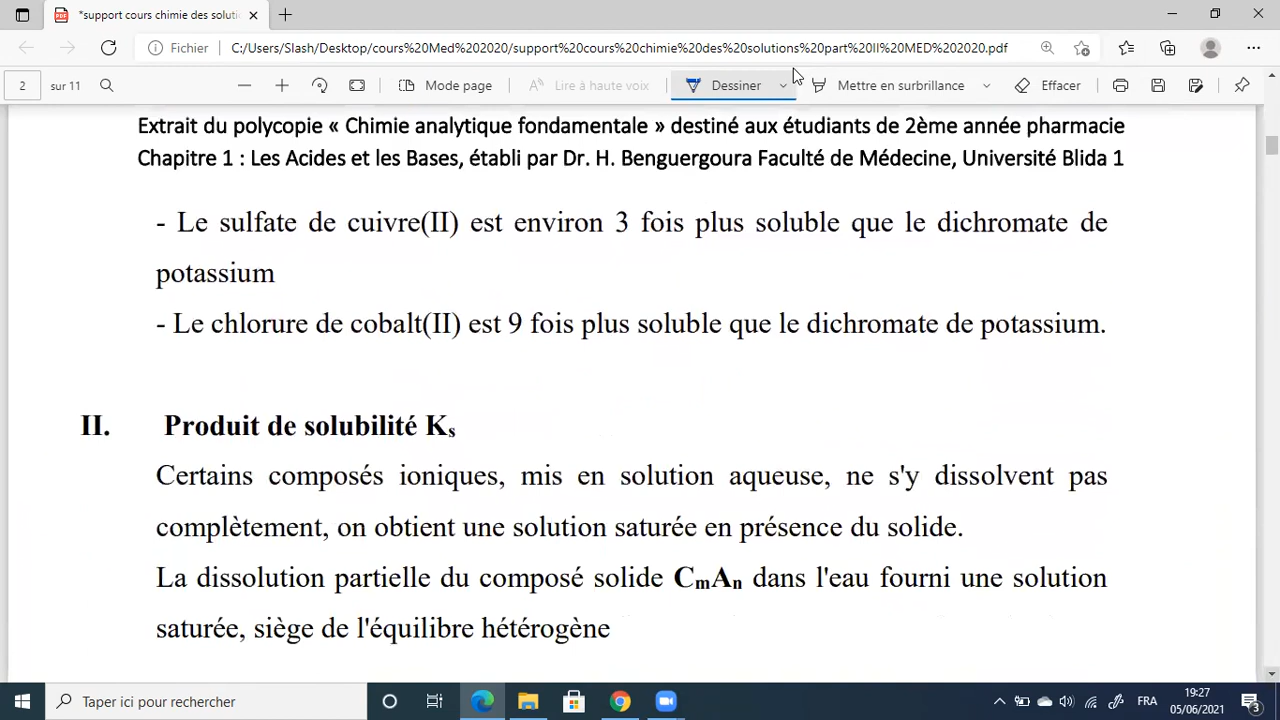 *support cours chimie des soluti
Fichier C:/Users/Slash/Desktop/cours%20Med%202020/support%20cours%20chimie%20des%20solutions%20part%20II%20MED%202020.pdf
2 sur 11 Mode page Lire à haute voix Dessiner Mettre en surbrillance Effacer
Extrait du polycopie « Chimie analytique fondamentale » destiné aux étudiants de 2ème année pharmacie
Chapitre 1 : Les Acides et les Bases, établi par Dr. H. Benguergoura Faculté de Médecine, Université Blida 1
- Le sulfate de cuivre(II) est environ 3 fois plus soluble que le dichromate de
potassium
- Le chlorure de cobalt(II) est 9 fois plus soluble que le dichromate de potassium.
II. Produit de solubilité Ks
Certains composés ioniques, mis en solution aqueuse, ne s'y dissolvent pas
complètement, on obtient une solution saturée en présence du solide.
La dissolution partielle du composé solide CmAn dans l'eau fourni une solution
saturée, siège de l'équilibre hétérogène
Taper ici pour rechercher
FRA
19:27
05/06/2021
3